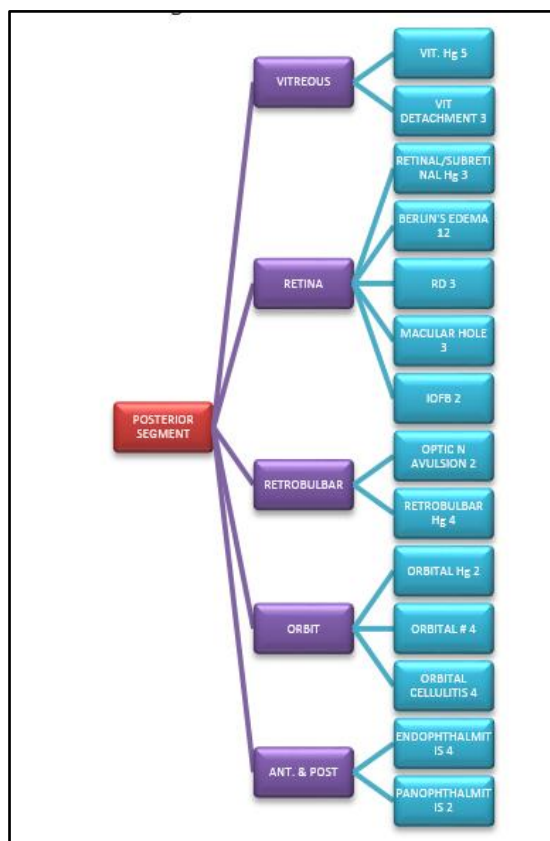 POSTERIOR
SEGMENT
VITREOUS
VIT. Hg 5
VIT
DETACHMENT 3
RETINA
RETINAL/SUBRETI
NAL Hg 3
BERLIN'S EDEMA
12
RD 3
MACULAR HOLE
3
IOFB 2
RETROBULBAR
OPTIC N
AVULSION 2
RETROBULBAR
Hg 4
ORBIT
ORBITAL Hg 2
ORBITAL # 4
ORBITAL
CELLULITIS 4
ANT. & POST
ENDOPHTHALMIT
IS 4
PANOPHTHALMIT
IS 2